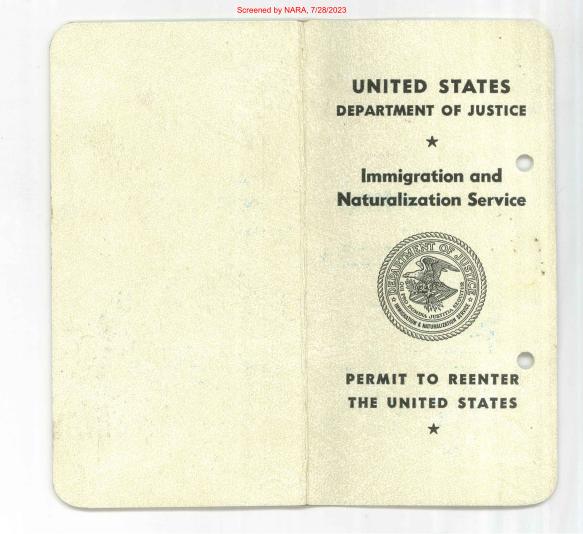 Screened by NARA, 7/28/2023
UNITED STATES
DEPARTMENT OF JUSTICE
★
Immigration and
Naturalization Service
DEPARTMENT OF JUSTICE
QUI PRO DOMINA JUSTITIA SEQUITUR
IMMIGRATION & NATURALIZATION SERVICE
PERMIT TO REENTER
THE UNITED STATES
★